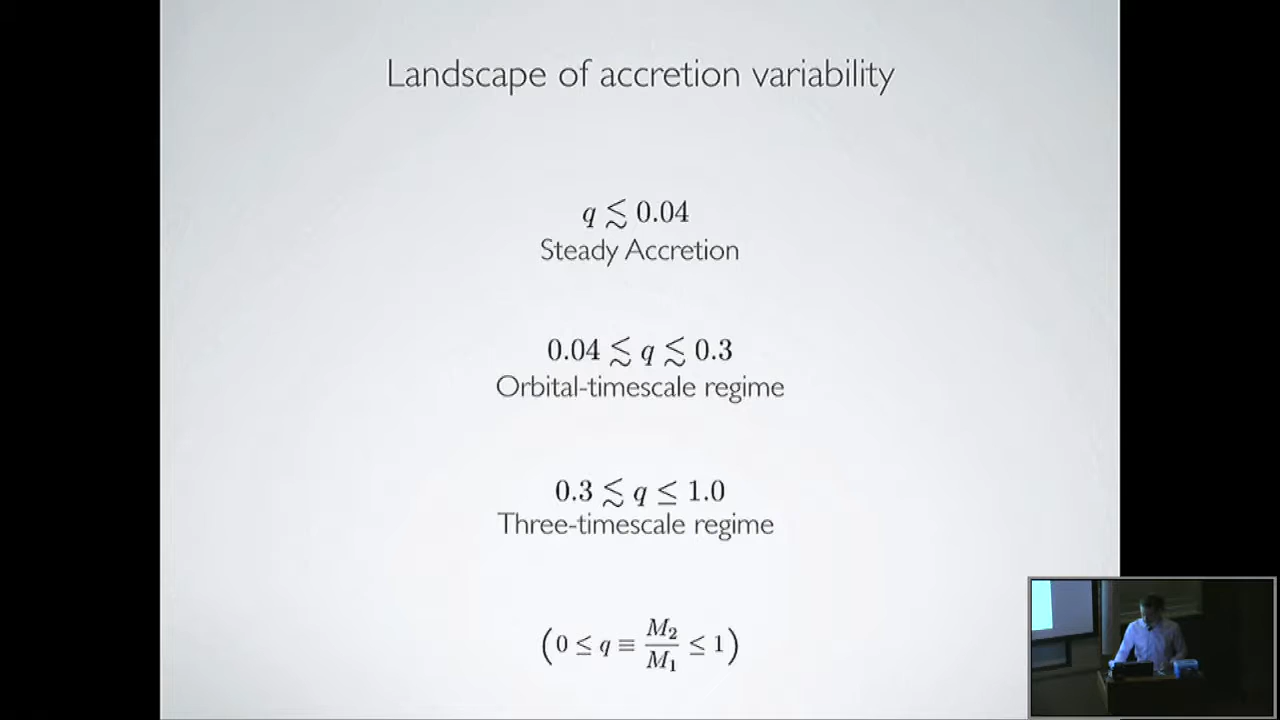 Landscape of accretion variability
q ≲ 0.04
Steady Accretion
0.04 ≲ q ≲ 0.3
Orbital-timescale regime
0.3 ≲ q ≤ 1.0
Three-timescale regime
(0 ≤ q ≡ M₂/M₁ ≤ 1)